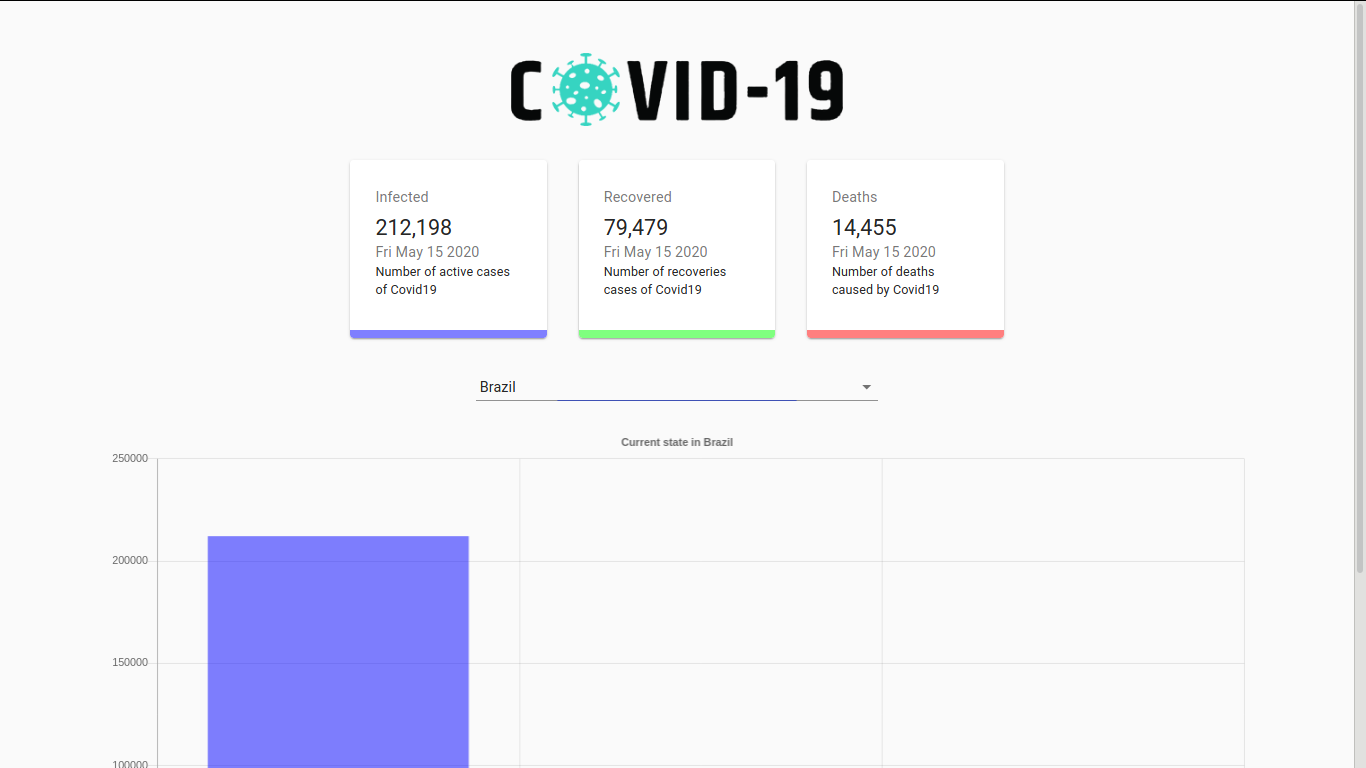 COVID-19
Infected
212,198
Fri May 15 2020
Number of active cases
of Covid19
Recovered
79,479
Fri May 15 2020
Number of recoveries
cases of Covid19
Deaths
14,455
Fri May 15 2020
Number of deaths
caused by Covid19
Brazil
Current state in Brazil
250000
200000
150000
100000